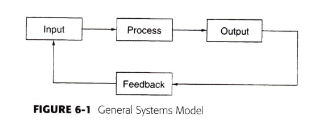 Input
Process
Output
Feedback
FIGURE 6-1 General Systems Model